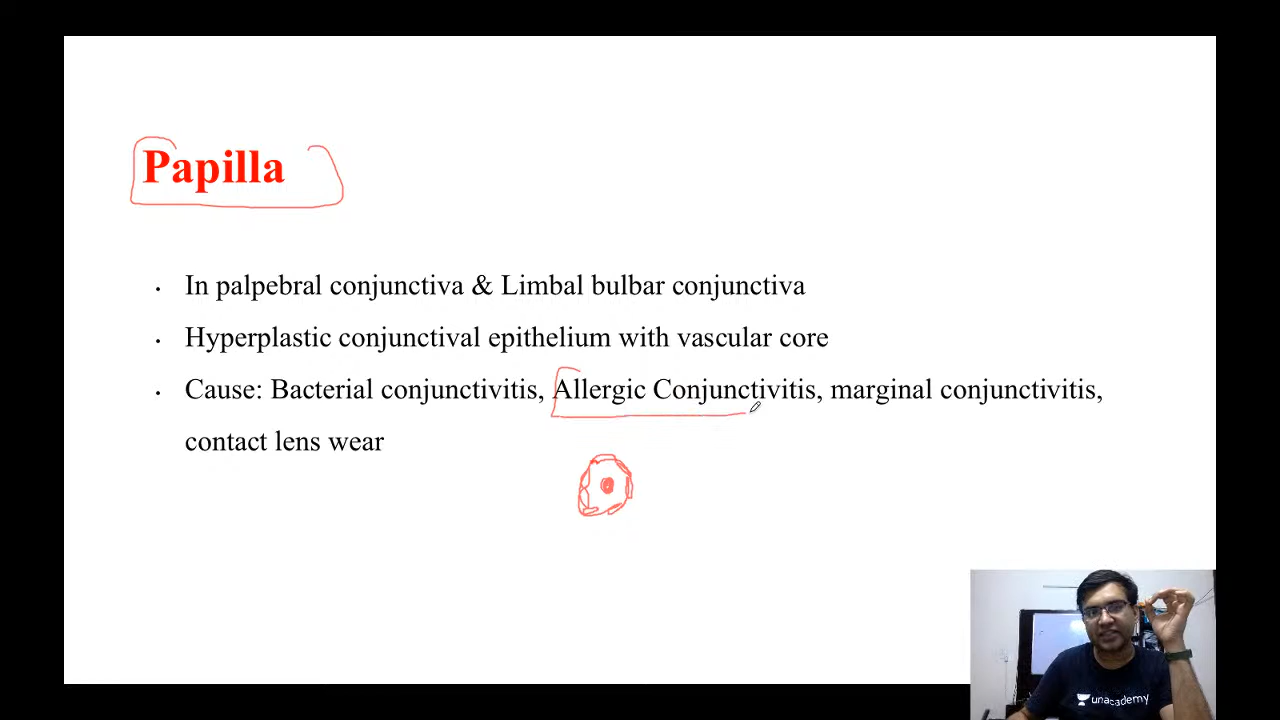 Papilla
• In palpebral conjunctiva & Limbal bulbar conjunctiva
• Hyperplastic conjunctival epithelium with vascular core
• Cause: Bacterial conjunctivitis, Allergic Conjunctivitis, marginal conjunctivitis,
contact lens wear
unacademy